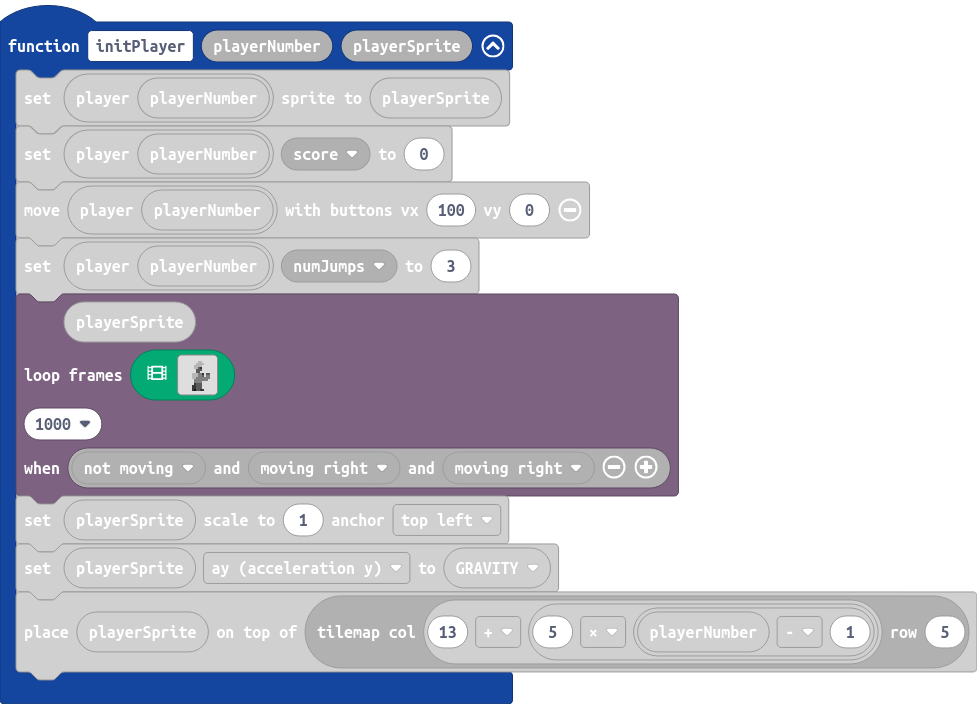 function initPlayer playerNumber playerSprite
set player playerNumber sprite to playerSprite
set player playerNumber score to 0
move player playerNumber with buttons vx 100 vy 0
set player playerNumber numJumps to 3
playerSprite
loop frames
1000
when not moving and moving right and moving right
set playerSprite scale to 1 anchor top left
set playerSprite ay (acceleration y) to GRAVITY
place playerSprite on top of tilemap col 13 + 5 × playerNumber - 1 row 5